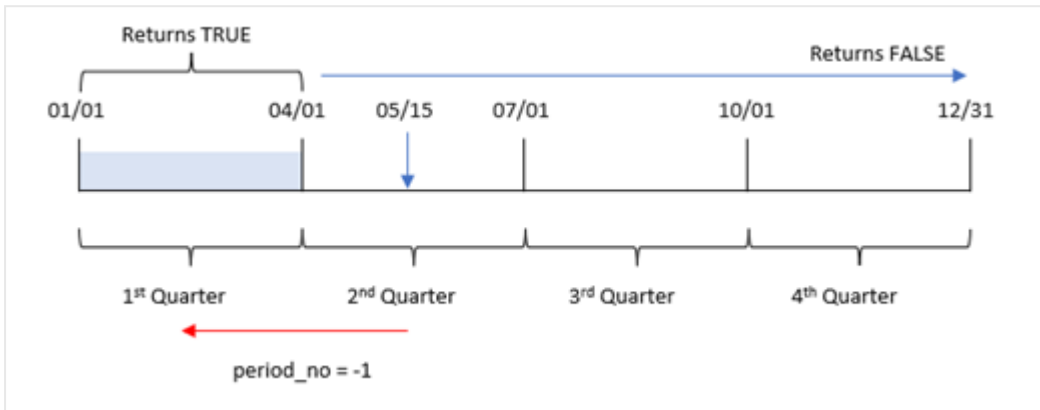 Returns TRUE
Returns FALSE
01/01 04/01 05/15 07/01 10/01 12/31
1st Quarter 2nd Quarter 3rd Quarter 4th Quarter
period_no = -1